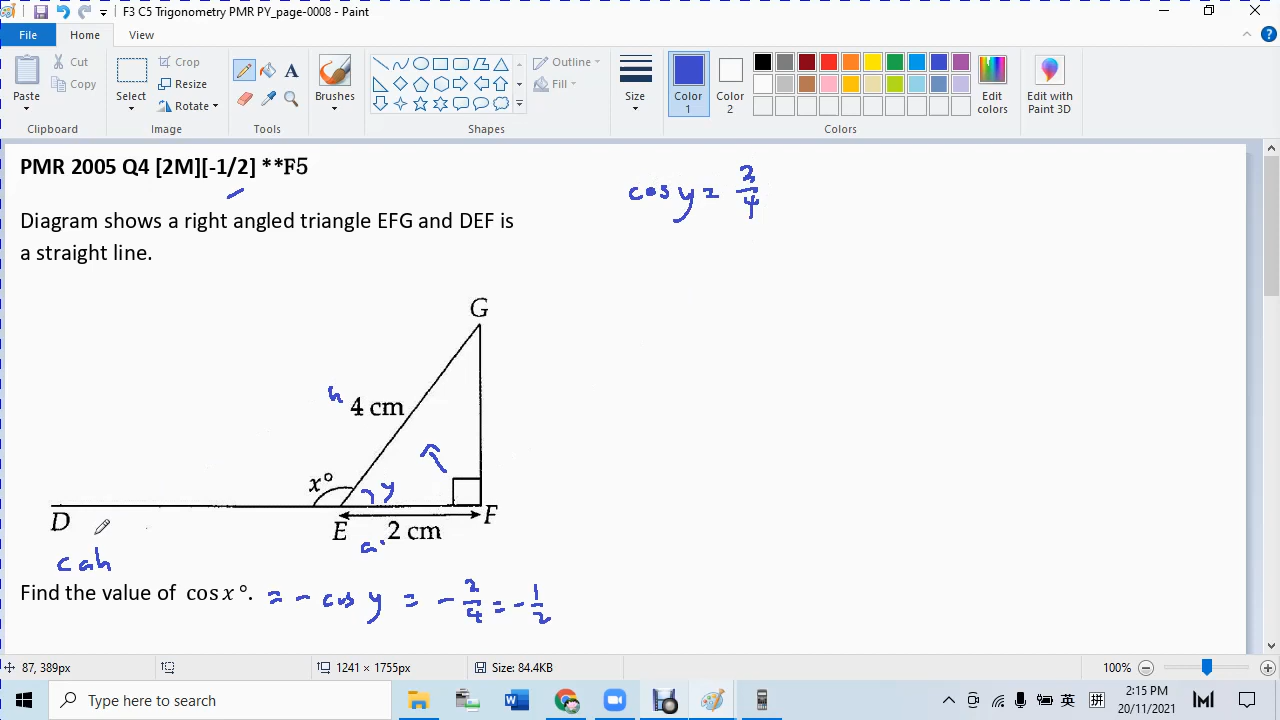 F3 C5 Trigonometry PMR PY_page-0008 - Paint
File Home View
Paste Cut Copy Clipboard
Select Crop Resize Rotate Image
A Tools
Brushes
Outline Fill Shapes
Size
Color 1 Color 2 Edit colors Colors
Edit with Paint 3D
PMR 2005 Q4 [2M][-1/2] **F5
cos y = 2/4
Diagram shows a right angled triangle EFG and DEF is
a straight line.
G
h 4 cm
x° y
D E F
a 2 cm
cah
Find the value of cos x °. = - cos y = - 2/4 = - 1/2
87, 389px 1241 × 1755px Size: 84.4KB 100%
Type here to search
英 拼 2:15 PM
20/11/2021